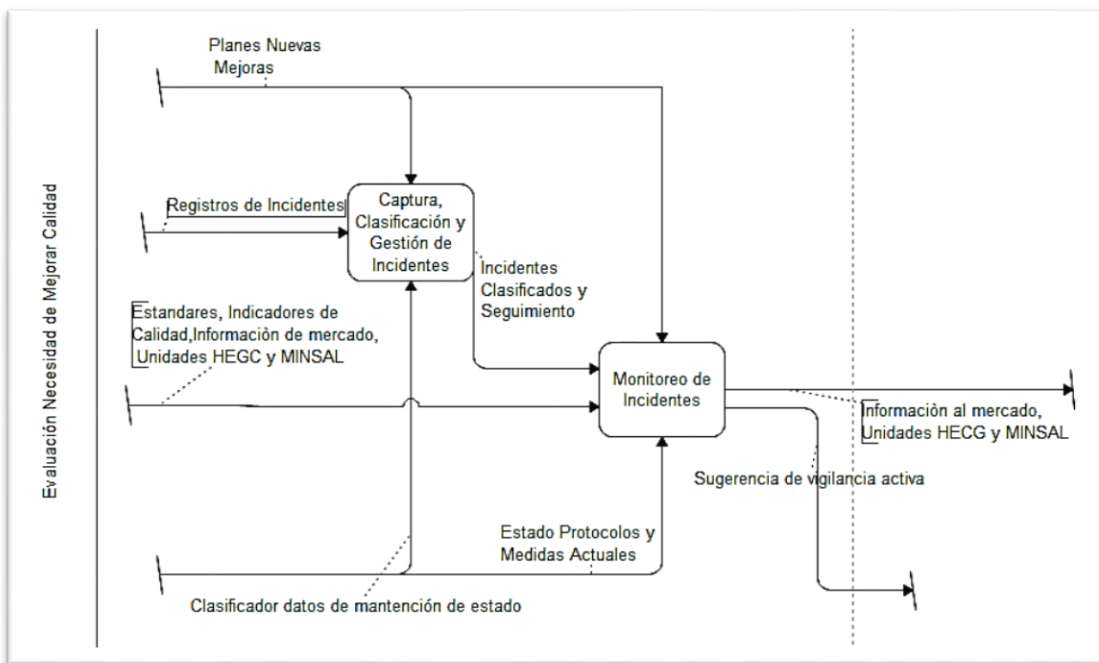 Planes Nuevas
Mejoras
Evaluación Necesidad de Mejorar Calidad
Registros de Incidentes
Captura,
Clasificación y
Gestión de
Incidentes
Incidentes
Clasificados y
Seguimiento
Estandares, Indicadores de
Calidad,Informaciòn de mercado,
Unidades HEGC y MINSAL
Monitoreo de
Incidentes
Informaciòn al mercado,
Unidades HECG y MINSAL
Sugerencia de vigilancia activa
Estado Protocolos y
Medidas Actuales
Clasificador datos de mantención de estado